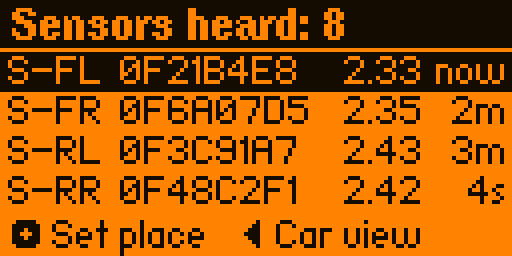 Sensors heard: 8
S-FL 0F21B4E8 2.33 now
S-FR 0F6A07D5 2.35 2m
S-RL 0F3C91A7 2.43 3m
S-RR 0F48C2F1 2.42 4s
Set place Car view